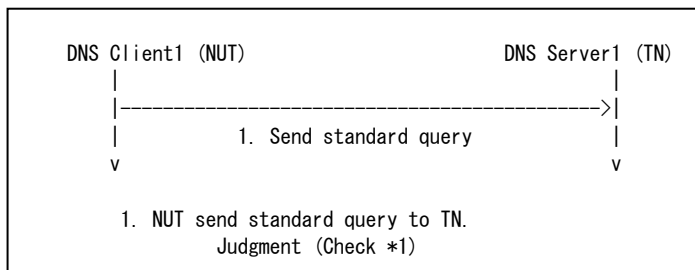 DNS Client1 (NUT) DNS Server1 (TN)
| |
|--------------------------------------------->|
| 1. Send standard query |
v v
1. NUT send standard query to TN.
Judgment (Check *1)